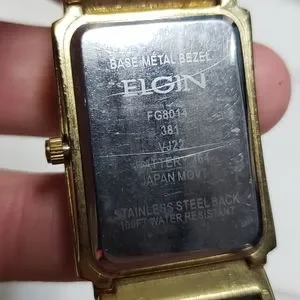 BASE METAL BEZEL
ELGIN
FG8014
381
VJ22
BATTERY 364
JAPAN MOVT
STAINLESS STEEL BACK
100FT WATER RESISTANT